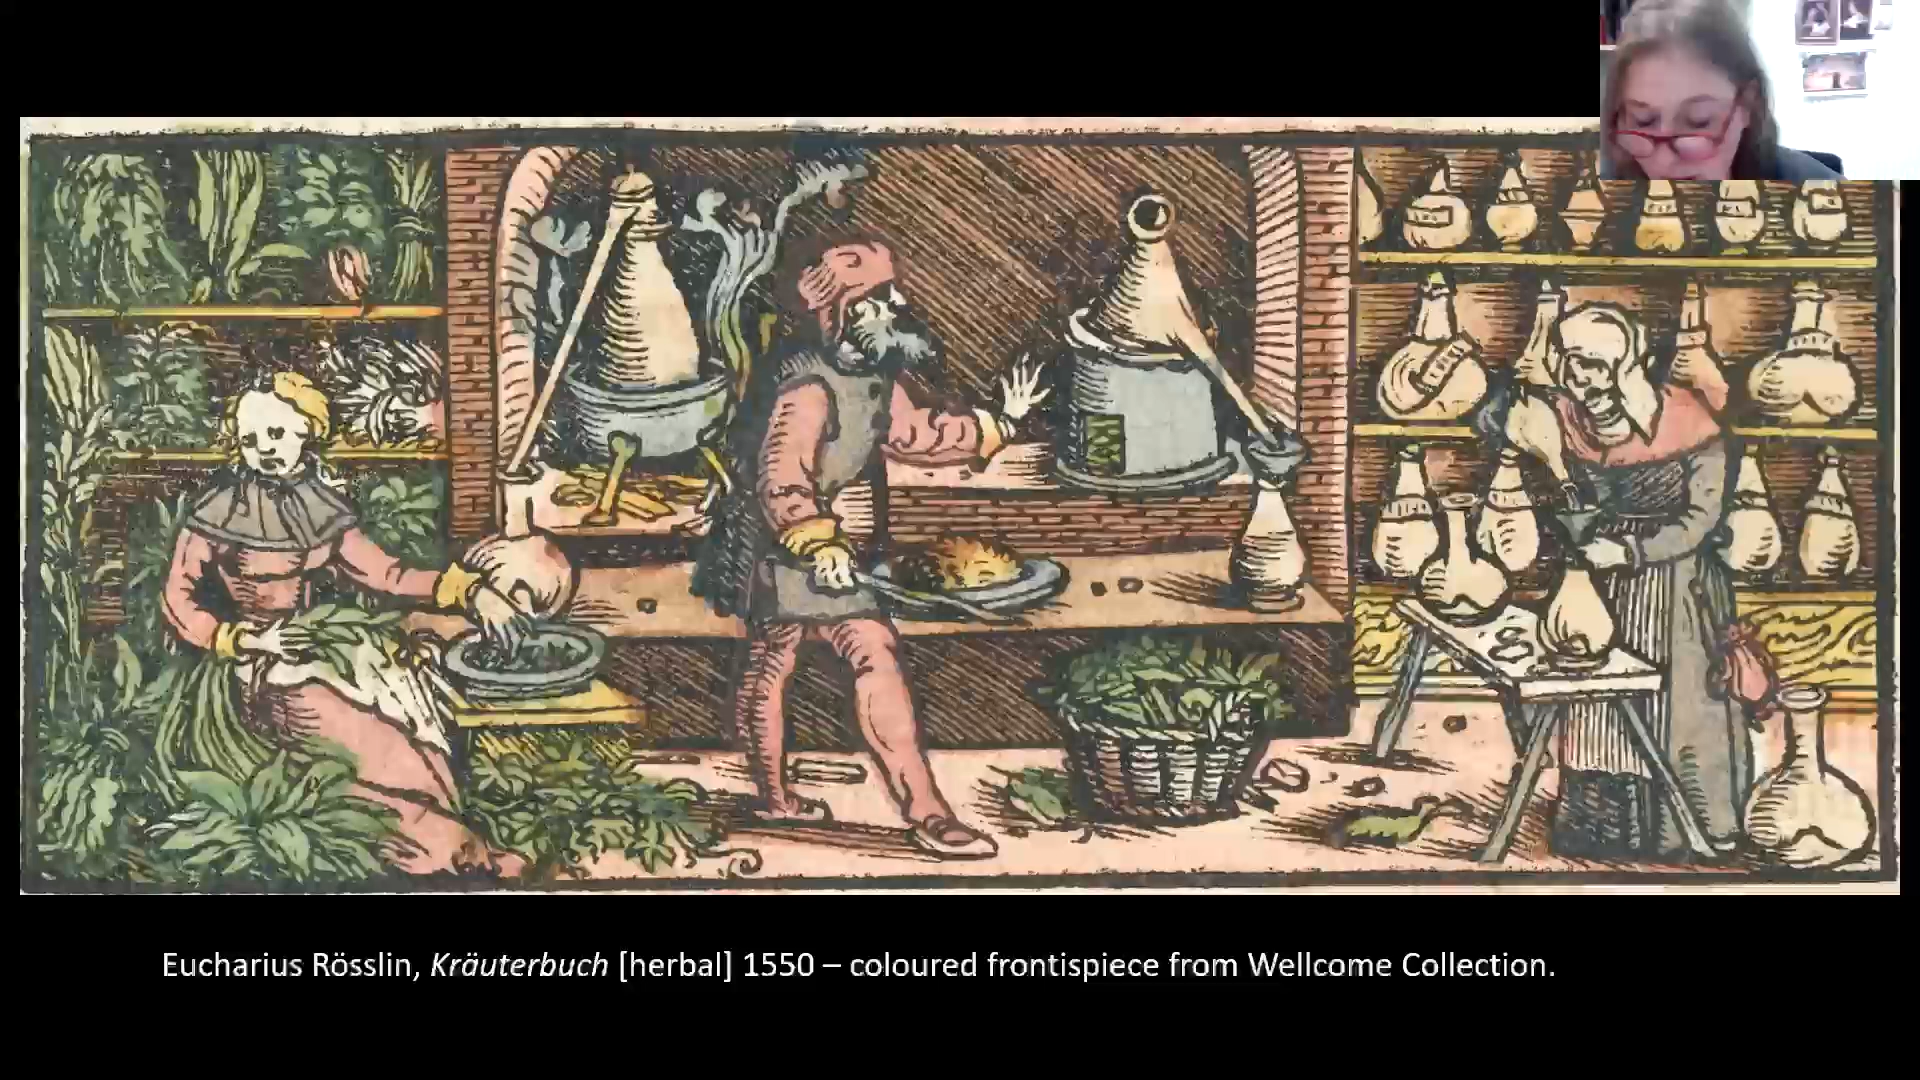 Eucharius Rösslin, Kräuterbuch [herbal] 1550 – coloured frontispiece from Wellcome Collection.